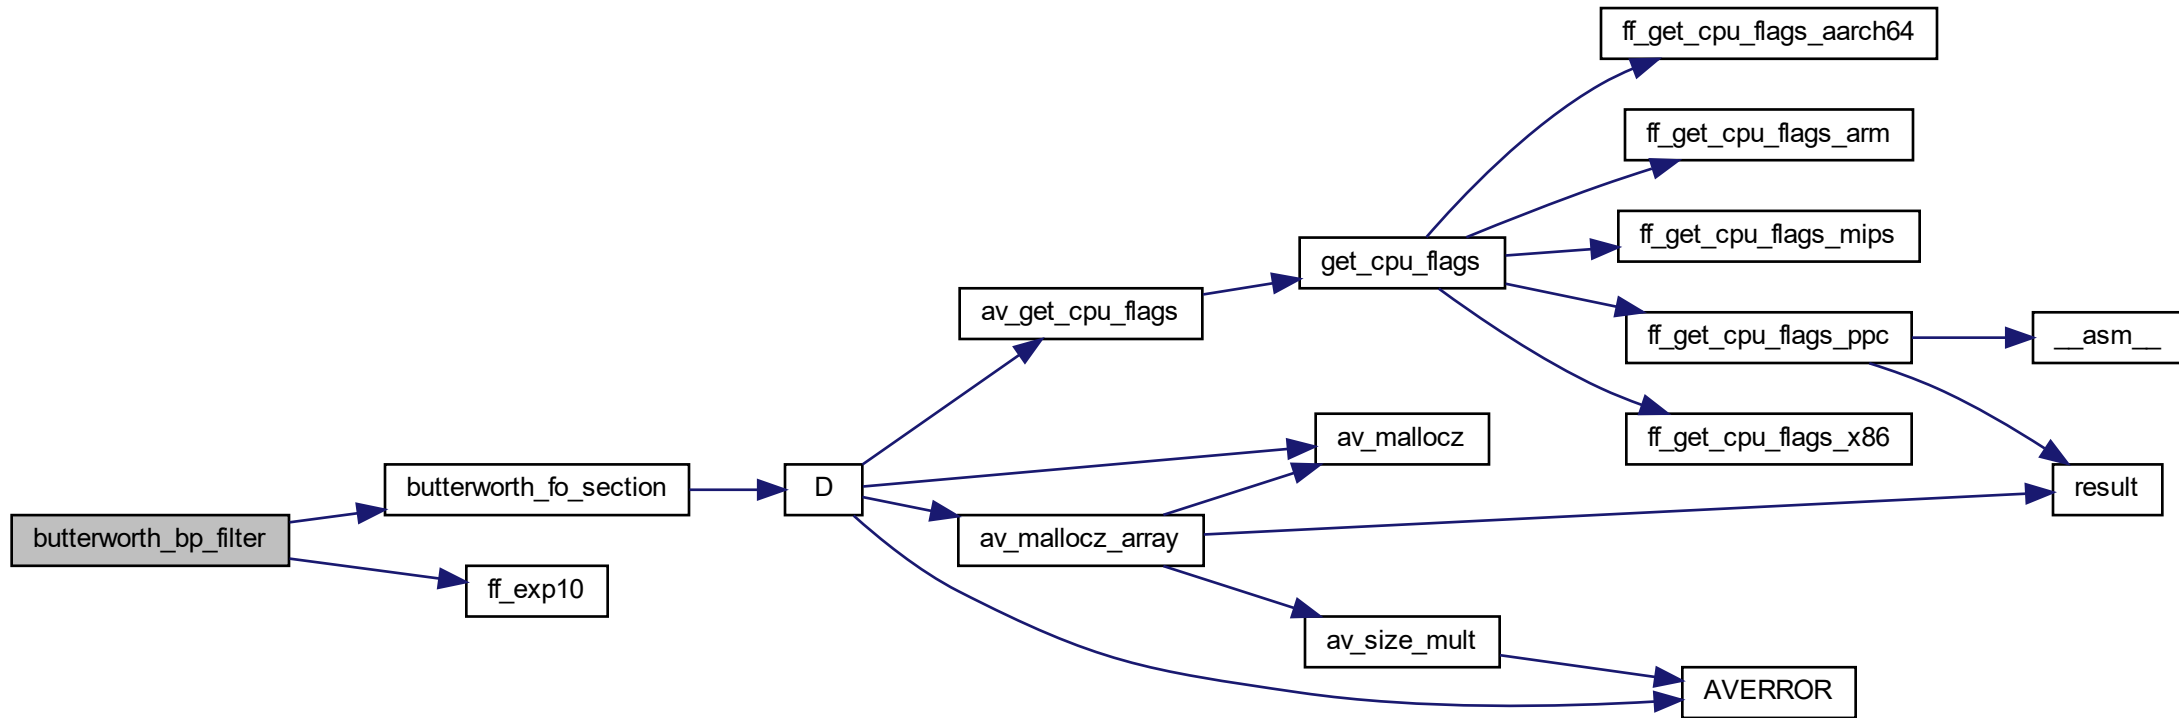 ff_get_cpu_flags_aarch64
ff_get_cpu_flags_arm
ff_get_cpu_flags_mips
get_cpu_flags
av_get_cpu_flags
ff_get_cpu_flags_ppc
__asm__
av_mallocz
ff_get_cpu_flags_x86
butterworth_fo_section
D
result
butterworth_bp_filter
av_mallocz_array
ff_exp10
av_size_mult
AVERROR